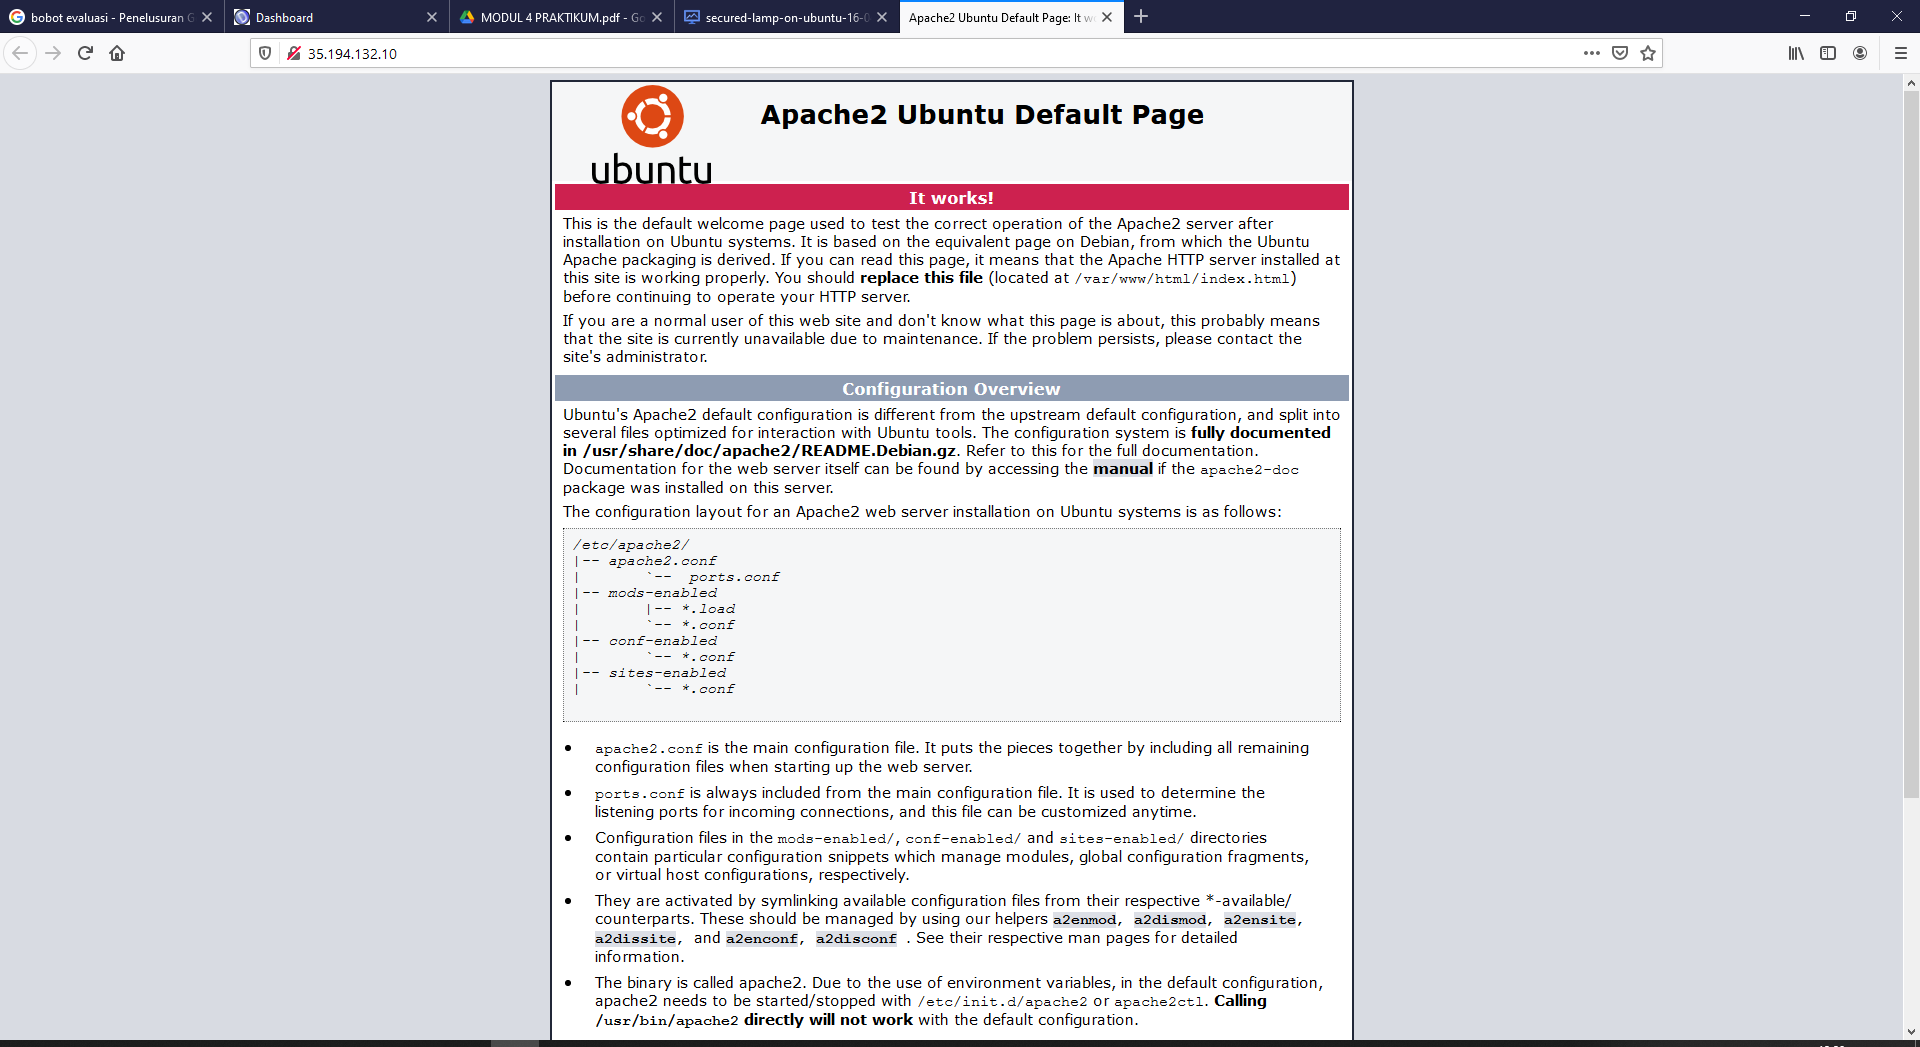 bobot evaluasi - Penelusuran G
Dashboard
MODUL 4 PRAKTIKUM.pdf - Go
secured-lamp-on-ubuntu-16-0
Apache2 Ubuntu Default Page: It w
35.194.132.10
ubuntu
Apache2 Ubuntu Default Page
It works!
This is the default welcome page used to test the correct operation of the Apache2 server after
installation on Ubuntu systems. It is based on the equivalent page on Debian, from which the Ubuntu
Apache packaging is derived. If you can read this page, it means that the Apache HTTP server installed at
this site is working properly. You should replace this file (located at /var/www/html/index.html)
before continuing to operate your HTTP server.
If you are a normal user of this web site and don't know what this page is about, this probably means
that the site is currently unavailable due to maintenance. If the problem persists, please contact the
site's administrator.
Configuration Overview
Ubuntu's Apache2 default configuration is different from the upstream default configuration, and split into
several files optimized for interaction with Ubuntu tools. The configuration system is fully documented
in /usr/share/doc/apache2/README.Debian.gz. Refer to this for the full documentation.
Documentation for the web server itself can be found by accessing the manual if the apache2-doc
package was installed on this server.
The configuration layout for an Apache2 web server installation on Ubuntu systems is as follows:
/etc/apache2/
|-- apache2.conf
|       `--  ports.conf
|-- mods-enabled
|       |-- *.load
|       `-- *.conf
|-- conf-enabled
|       `-- *.conf
|-- sites-enabled
|       `-- *.conf
• apache2.conf is the main configuration file. It puts the pieces together by including all remaining
configuration files when starting up the web server.
• ports.conf is always included from the main configuration file. It is used to determine the
listening ports for incoming connections, and this file can be customized anytime.
• Configuration files in the mods-enabled/, conf-enabled/ and sites-enabled/ directories
contain particular configuration snippets which manage modules, global configuration fragments,
or virtual host configurations, respectively.
• They are activated by symlinking available configuration files from their respective *-available/
counterparts. These should be managed by using our helpers a2enmod, a2dismod, a2ensite,
a2dissite, and a2enconf, a2disconf . See their respective man pages for detailed
information.
• The binary is called apache2. Due to the use of environment variables, in the default configuration,
apache2 needs to be started/stopped with /etc/init.d/apache2 or apache2ctl. Calling
/usr/bin/apache2 directly will not work with the default configuration.